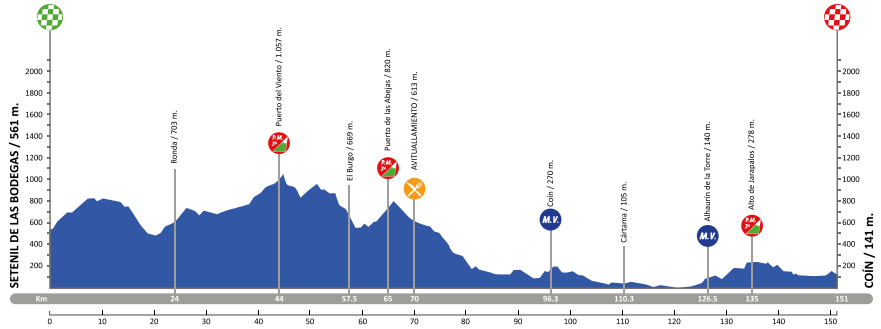 SETENIL DE LAS BODEGAS / 561 m.
2000
1800
1600
1400
1200
1000
800
600
400
200
Ronda / 703 m.
Puerto del Viento / 1.057 m.
P.M. 2ª
El Burgo / 669 m.
Puerto de las Abejas / 820 m.
P.M. 2ª
AVITUALLAMIENTO / 613 m.
Coín / 270 m.
M.V.
Cártama / 105 m.
Alhaurín de la Torre / 140 m.
M.V.
Alto de Jarapalos / 278 m.
P.M. 2ª
2000
1800
1600
1400
1200
1000
800
600
400
200
COÍN / 141 m.
Km 24 44 57.5 65 70 96.3 110.3 126.5 135 151
0 10 20 30 40 50 60 70 80 90 100 110 120 130 140 150